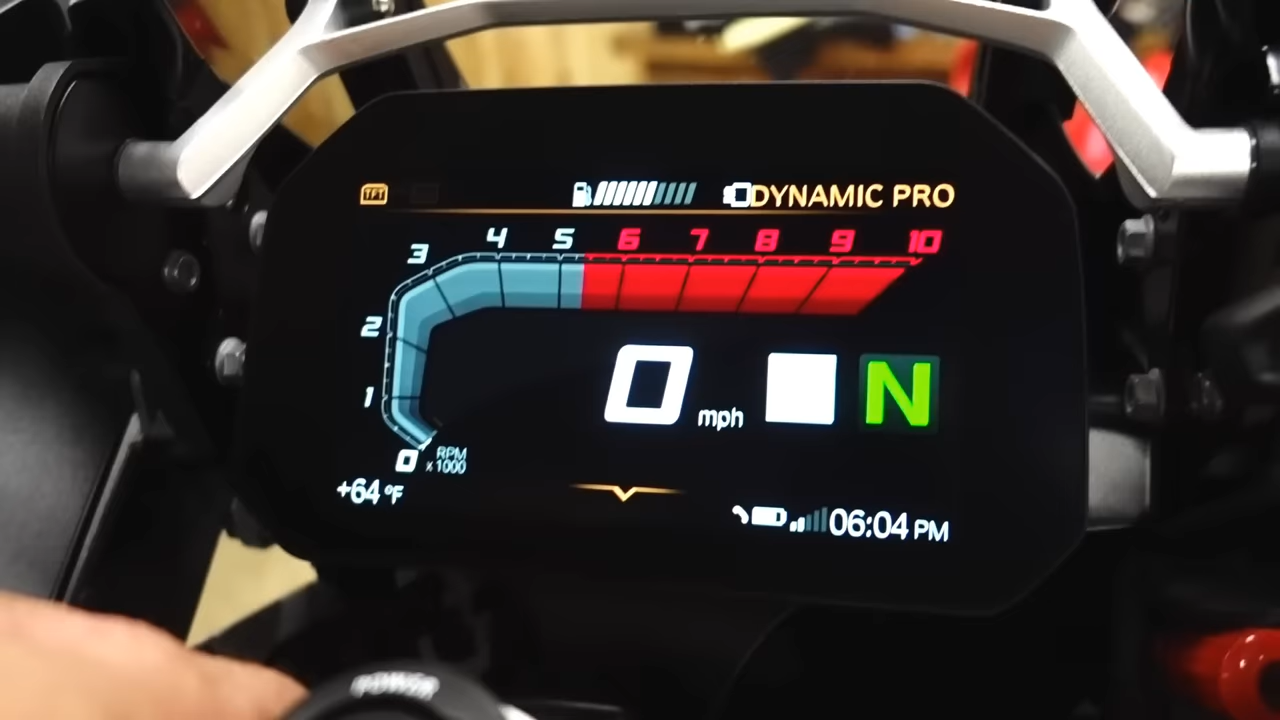 TFT
DYNAMIC PRO
3 4 5 6 7 8 9 10
2
1
0 mph N
0 RPM x1000
+64 °F
06:04 PM
POWER